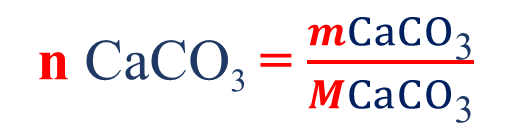 n CaCO₃ = mCaCO₃ / MCaCO₃